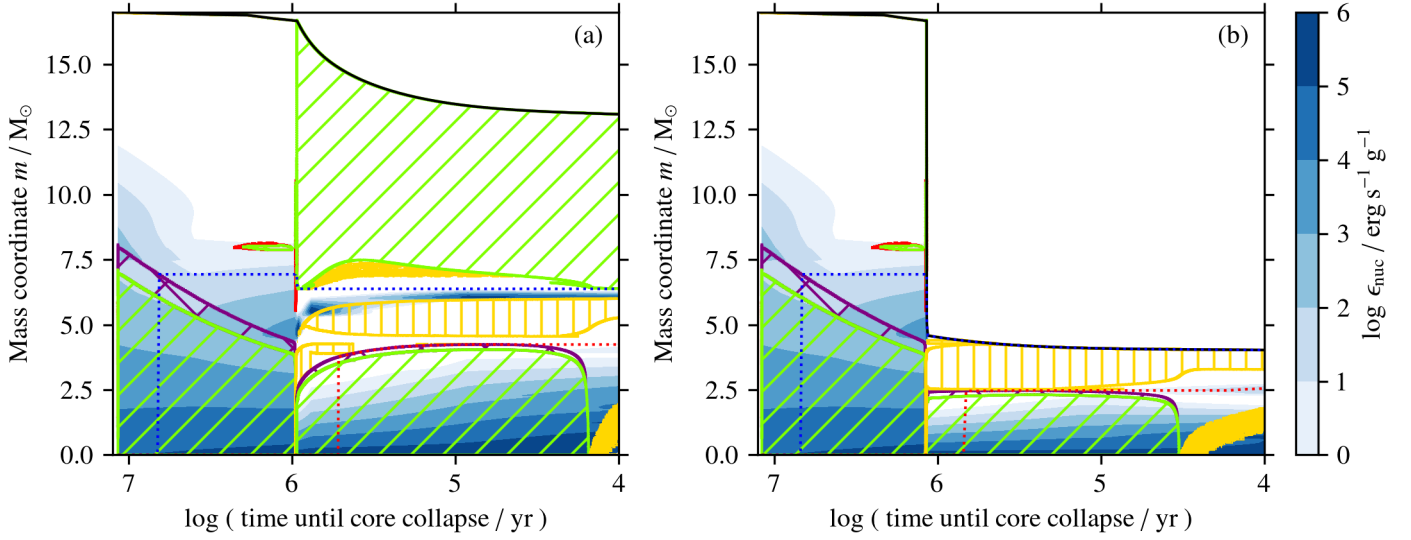 (a)
Mass coordinate m / M⊙
15.0
12.5
10.0
7.5
5.0
2.5
0.0
7 6 5 4
log ( time until core collapse / yr )
(b)
Mass coordinate m / M⊙
15.0
12.5
10.0
7.5
5.0
2.5
0.0
7 6 5 4
log ( time until core collapse / yr )
6
5
4
3
2
1
0
log ϵnuc / erg s⁻¹ g⁻¹